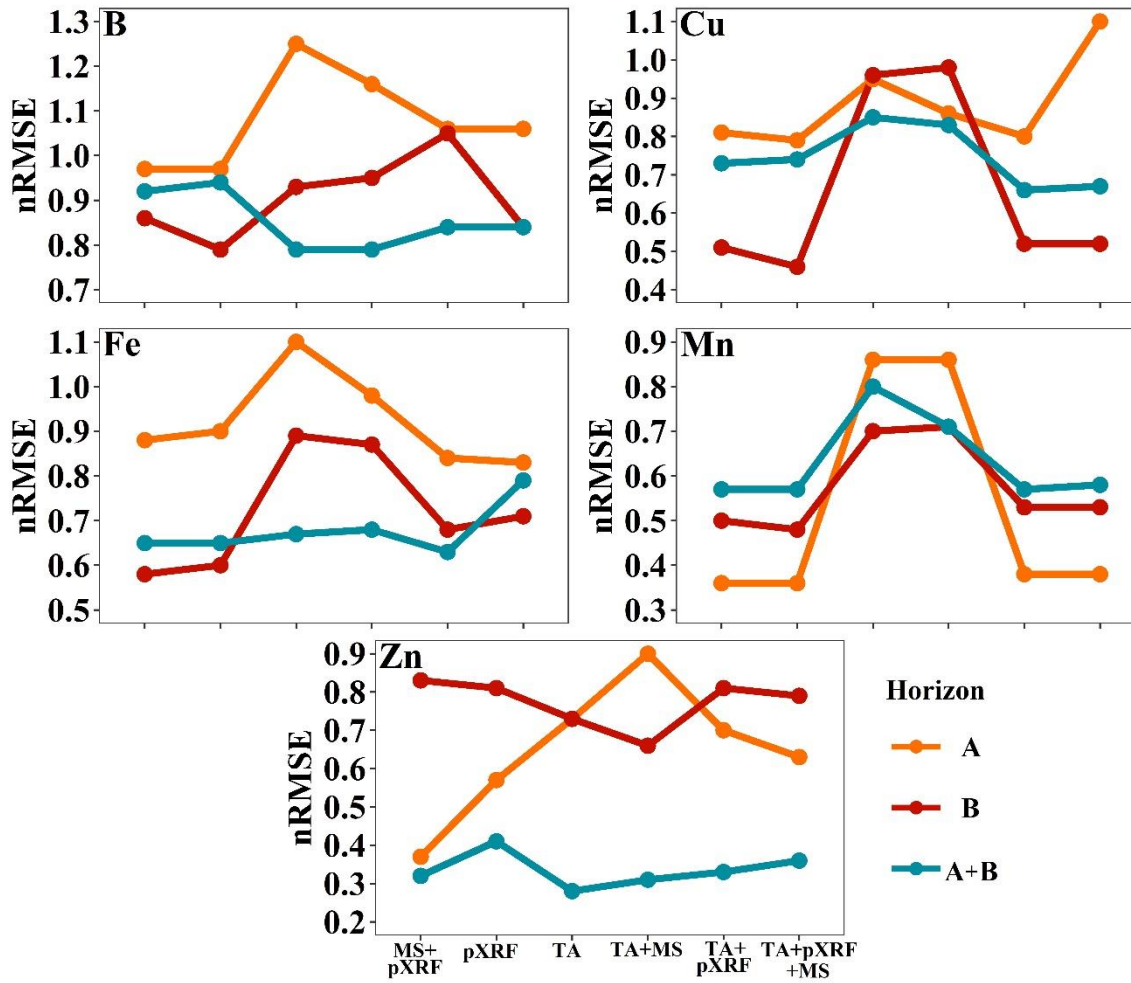 B
nRMSE
1.3
1.2
1.1
1.0
0.9
0.8
0.7
Cu
nRMSE
1.1
1.0
0.9
0.8
0.7
0.6
0.5
0.4
Fe
nRMSE
1.1
1.0
0.9
0.8
0.7
0.6
0.5
Mn
nRMSE
0.9
0.8
0.7
0.6
0.5
0.4
0.3
Zn
nRMSE
0.9
0.8
0.7
0.6
0.5
0.4
0.3
0.2
MS+
pXRF
pXRF
TA
TA+MS
TA+
pXRF
TA+pXRF
+MS
Horizon
A
B
A+B